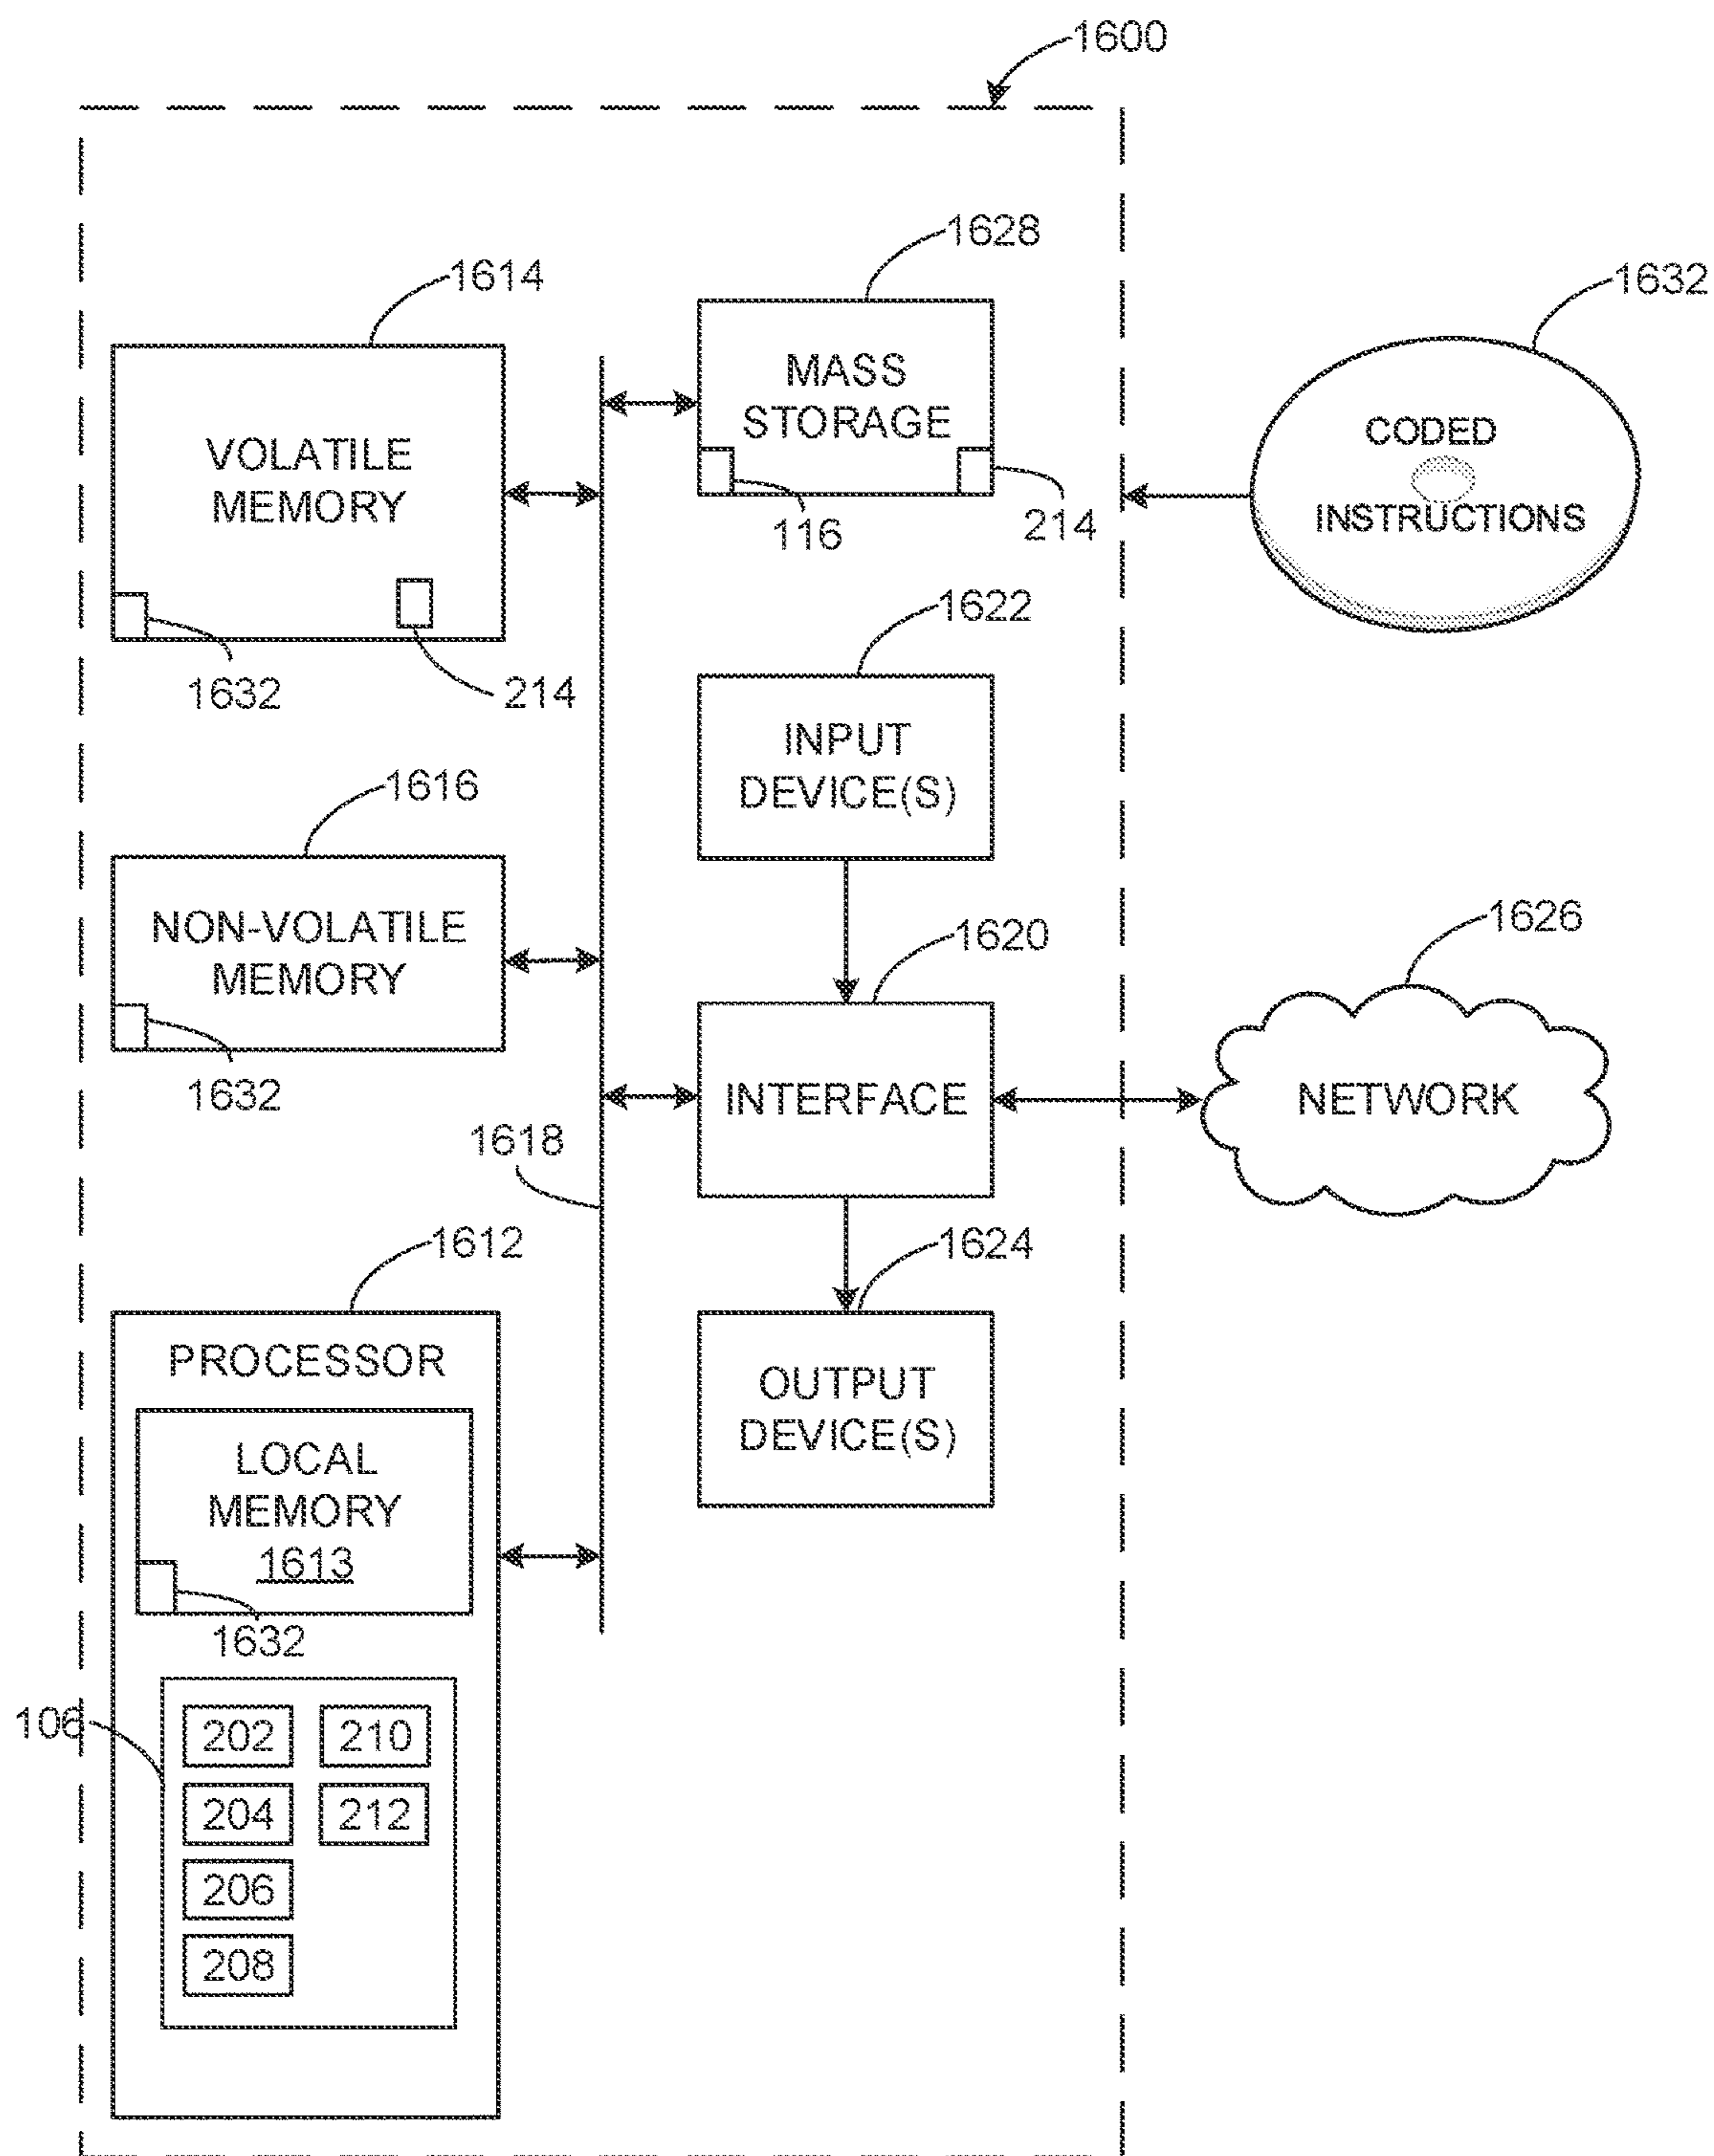 1600
1628
1614
1632
MASS
STORAGE
VOLATILE
MEMORY
CODED
INSTRUCTIONS
116
214
1632
214
1622
INPUT
DEVICE(S)
1616
NON-VOLATILE
MEMORY
1632
1620
1626
INTERFACE
NETWORK
1618
1612
1624
PROCESSOR
LOCAL
MEMORY
1613
1632
OUTPUT
DEVICE(S)
106
202
210
204
212
206
208